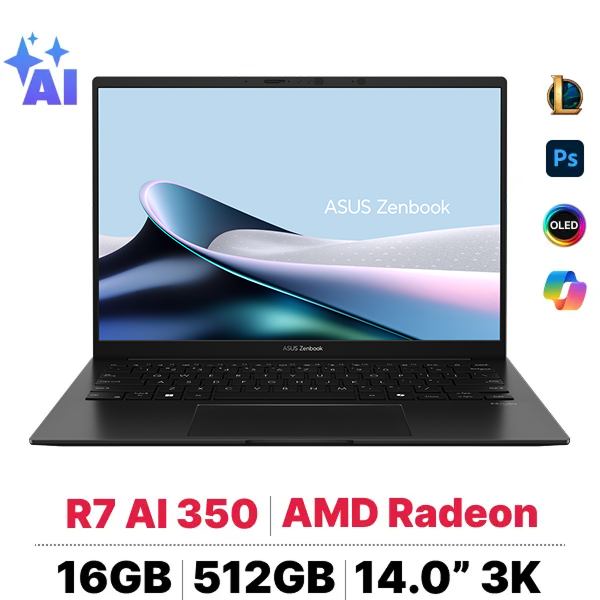 AI
L
ASUS Zenbook
Ps
OLED
ASUS Zenbook
R7 AI 350
AMD Radeon
16GB
512GB
14.0” 3K